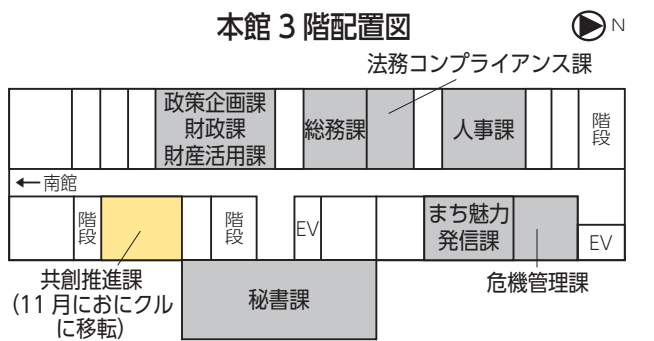 本館3階配置図
N
法務コンプライアンス課
政策企画課
財政課
財産活用課
総務課
人事課
階段
←南館
階段
階段
EV
まち魅力
発信課
EV
共創推進課
(11月におにクル
に移転)
秘書課
危機管理課